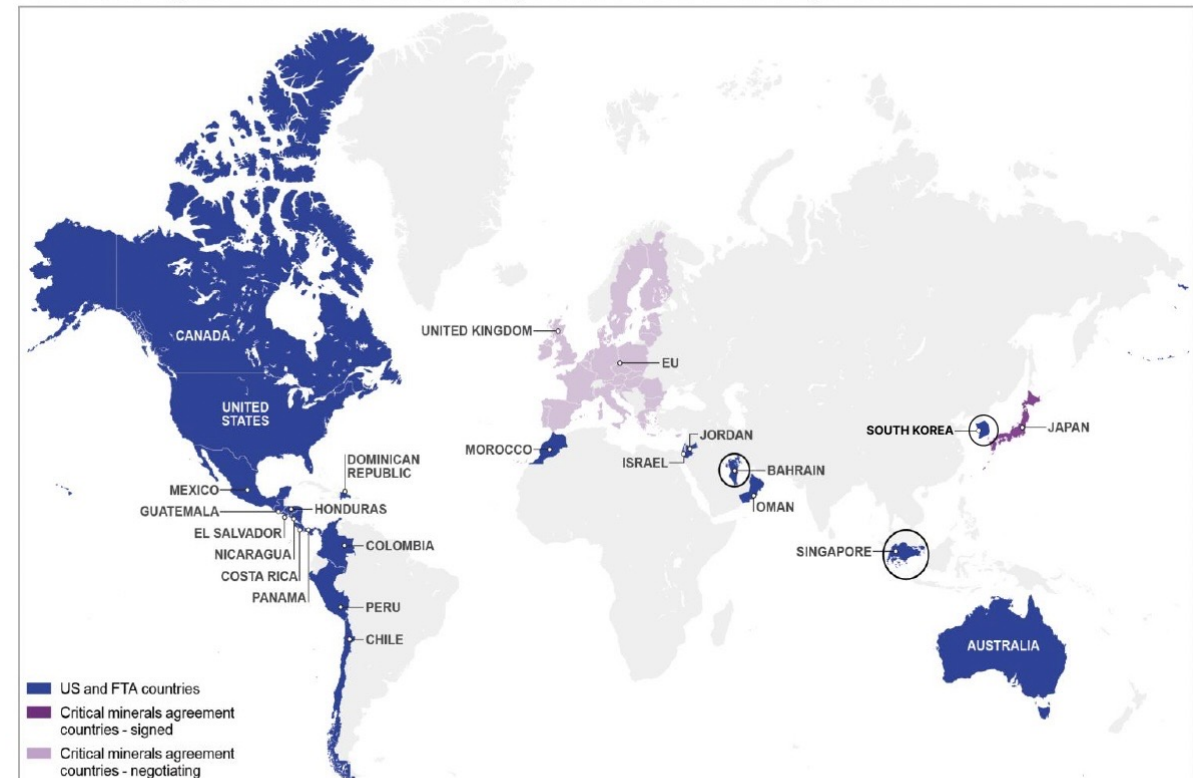 CANADA
UNITED
STATES
MEXICO
GUATEMALA
EL SALVADOR
NICARAGUA
COSTA RICA
PANAMA
DOMINICAN
REPUBLIC
HONDURAS
COLOMBIA
PERU
CHILE
UNITED KINGDOM
EU
MOROCCO
JORDAN
ISRAEL
BAHRAIN
OMAN
SOUTH KOREA
JAPAN
SINGAPORE
AUSTRALIA
US and FTA countries
Critical minerals agreement
countries - signed
Critical minerals agreement
countries - negotiating